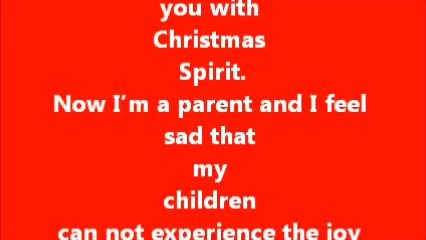 you with
Christmas
Spirit.
Now I'm a parent and I feel
sad that
my
children
can not experience the joy